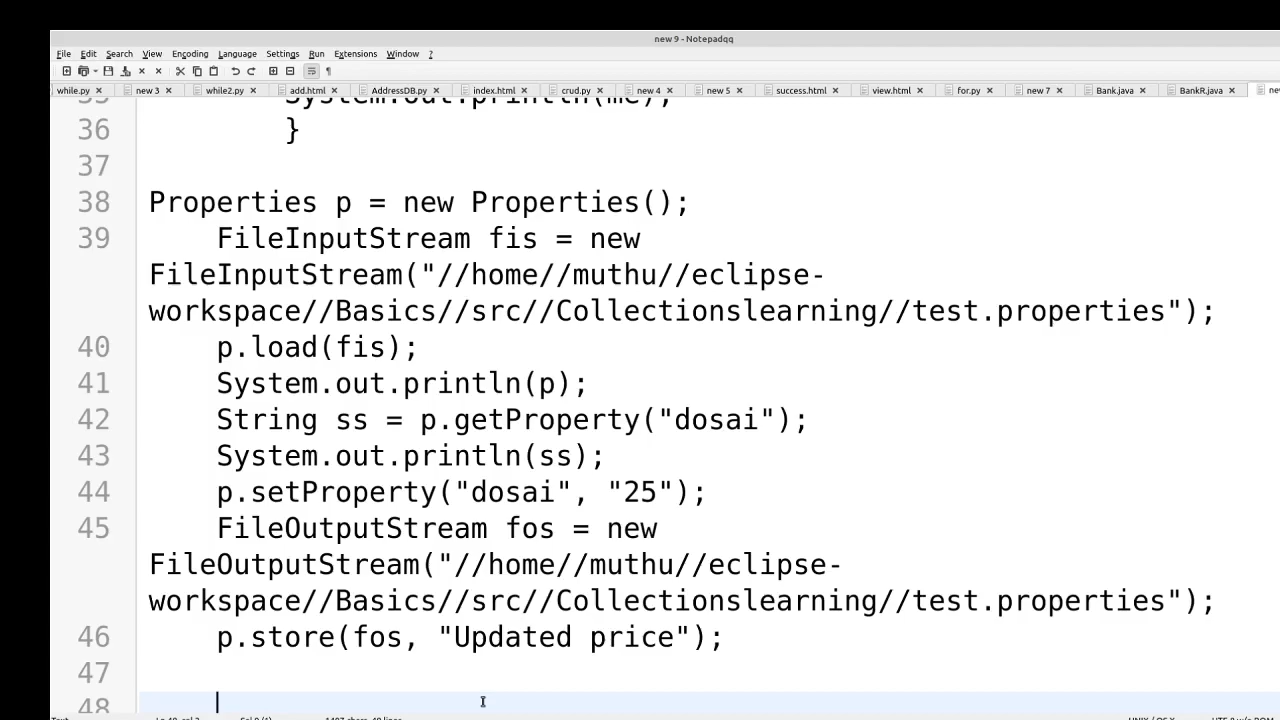 new 9 - Notepadqq
File Edit Search View Encoding Language Settings Run Extensions Window ?
while.py new 3 while2.py add.html AddressDB.py index.html crud.py new 4 new 5 success.html view.html for.py new 7 Bank.java BankR.java
35 System.out.println(me);
36 }
37
38 Properties p = new Properties();
39 FileInputStream fis = new
FileInputStream("//home//muthu//eclipse-
workspace//Basics//src//Collectionslearning//test.properties");
40 p.load(fis);
41 System.out.println(p);
42 String ss = p.getProperty("dosai");
43 System.out.println(ss);
44 p.setProperty("dosai", "25");
45 FileOutputStream fos = new
FileOutputStream("//home//muthu//eclipse-
workspace//Basics//src//Collectionslearning//test.properties");
46 p.store(fos, "Updated price");
47
48